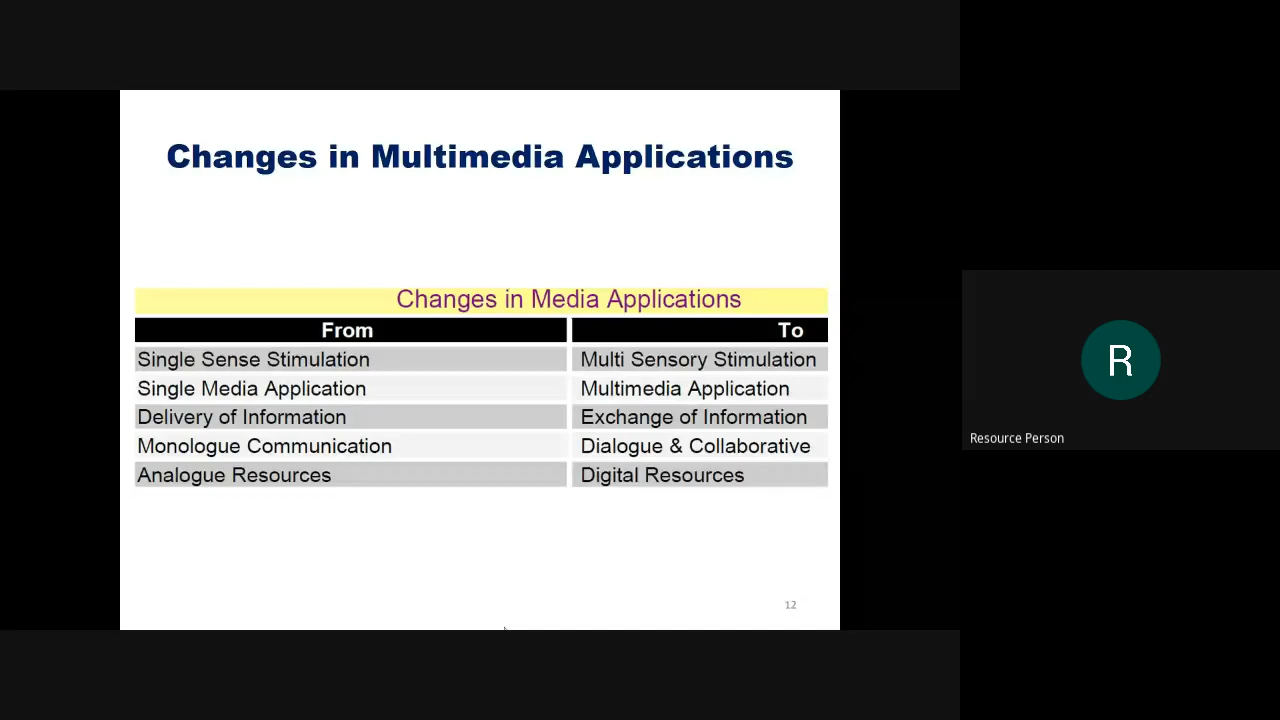 Changes in Multimedia Applications
Changes in Media Applications
From To
Single Sense Stimulation Multi Sensory Stimulation
Single Media Application Multimedia Application
Delivery of Information Exchange of Information
Monologue Communication Dialogue & Collaborative
Analogue Resources Digital Resources
12
R
Resource Person